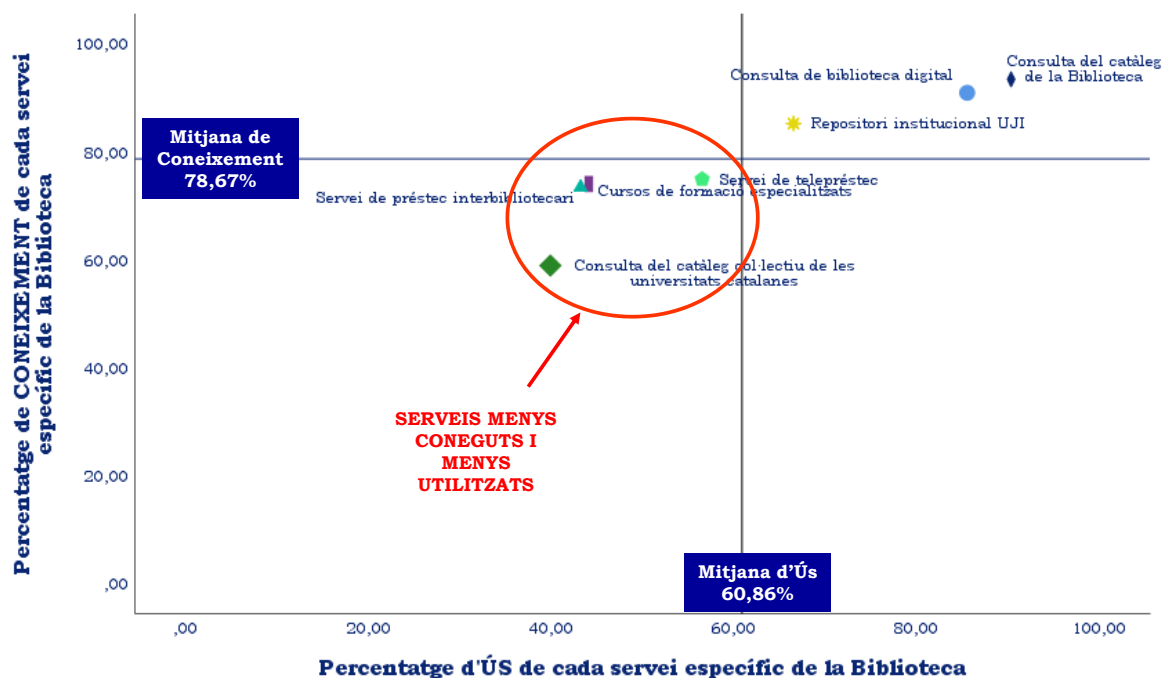 Percentatge de CONEIXEMENT de cada servei
específic de la Biblioteca
100,00
80,00
60,00
40,00
20,00
,00
Mitjana de
Coneixement
78,67%
Consulta de biblioteca digital
Consulta del catàleg
de la Biblioteca
Repositori institucional UJI
Servei de telepréstec
Cursos de formació especialitzats
Servei de préstec interbibliotecari
Consulta del catàleg col·lectiu de les
universitats catalanes
SERVEIS MENYS
CONEGUTS I
MENYS
UTILITZATS
Mitjana d’Ús
60,86%
,00
20,00
40,00
60,00
80,00
100,00
Percentatge d'ÚS de cada servei específic de la Biblioteca